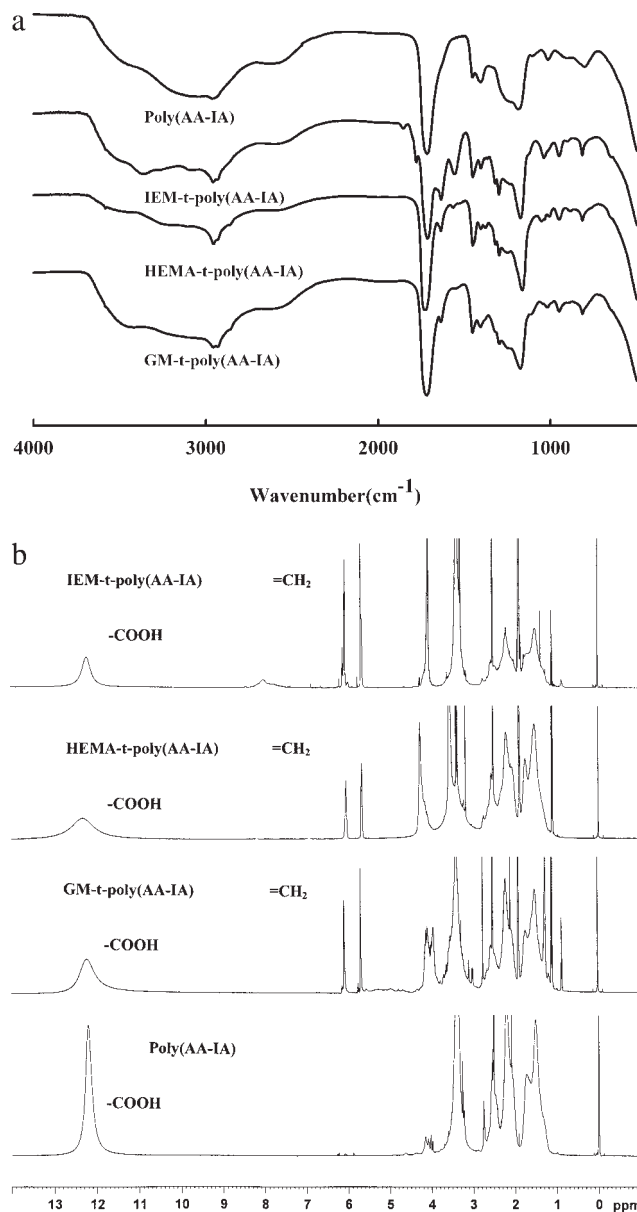 a
Poly(AA-IA)
IEM-t-poly(AA-IA)
HEMA-t-poly(AA-IA)
GM-t-poly(AA-IA)
4000 3000 2000 1000
Wavenumber(cm-1)
b
IEM-t-poly(AA-IA) =CH2
-COOH
HEMA-t-poly(AA-IA) =CH2
-COOH
GM-t-poly(AA-IA) =CH2
-COOH
Poly(AA-IA)
-COOH
13 12 11 10 9 8 7 6 5 4 3 2 1 0 ppm